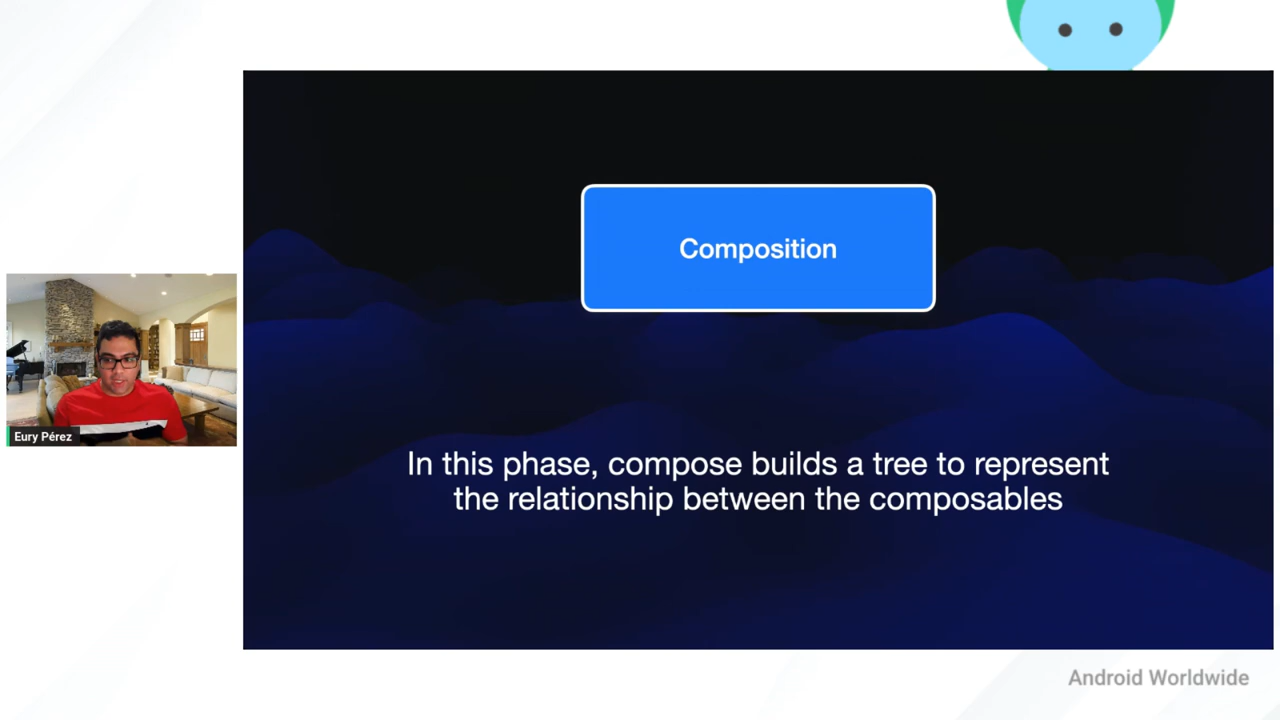 Composition
Eury Pérez
In this phase, compose builds a tree to represent
the relationship between the composables
Android Worldwide